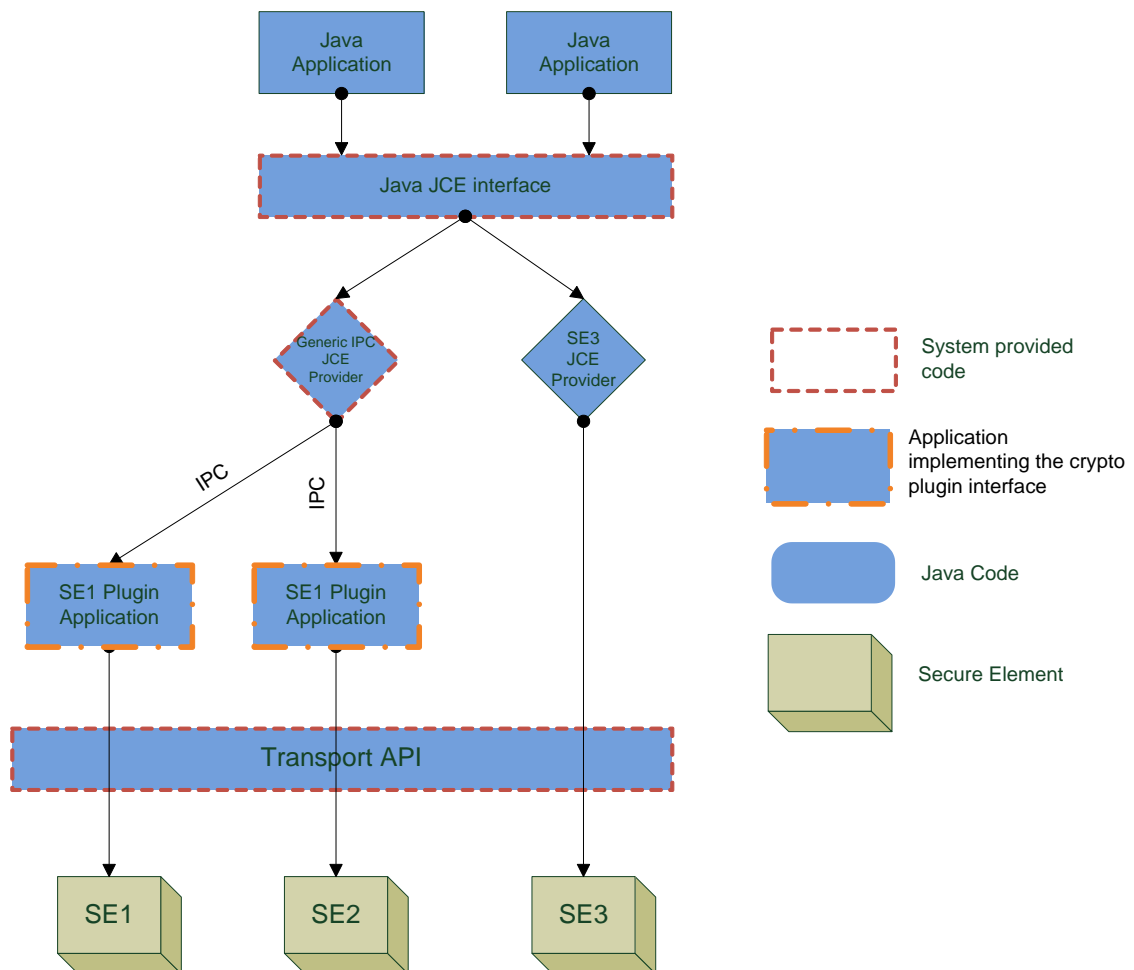 Java
Application
Java
Application
Java JCE interface
Generic IPC
JCE
Provider
SE3
JCE
Provider
System provided
code
Application
implementing the crypto
plugin interface
IPC
IPC
SE1 Plugin
Application
SE1 Plugin
Application
Java Code
Secure Element
Transport API
SE1
SE2
SE3